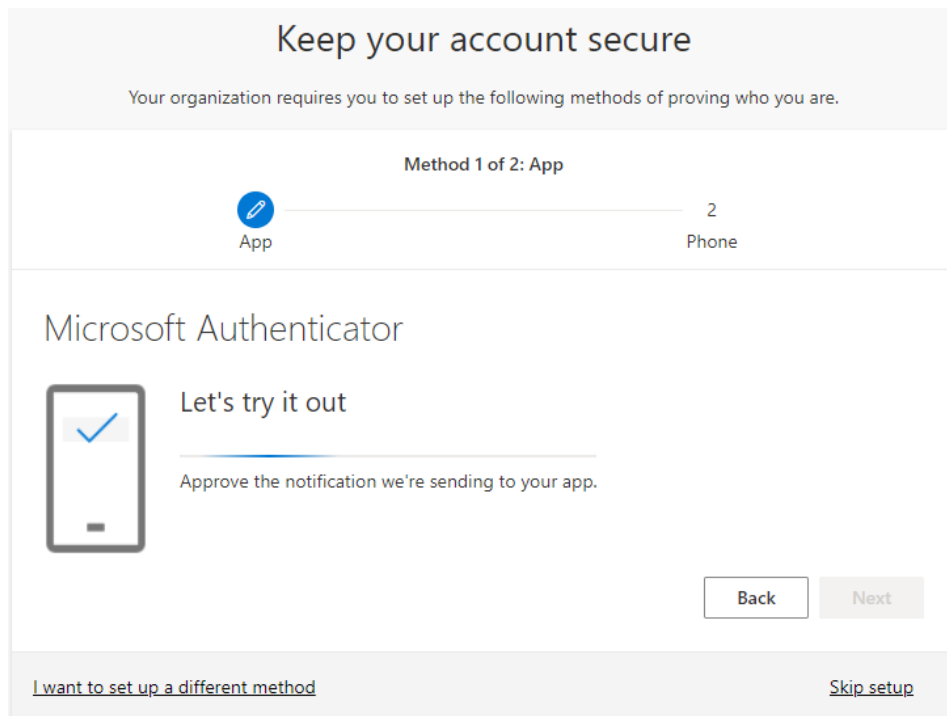 Keep your account secure
Your organization requires you to set up the following methods of proving who you are.
Method 1 of 2: App
2
App
Phone
Microsoft Authenticator
Let's try it out
Approve the notification we're sending to your app.
Back
Next
I want to set up a different method
Skip setup